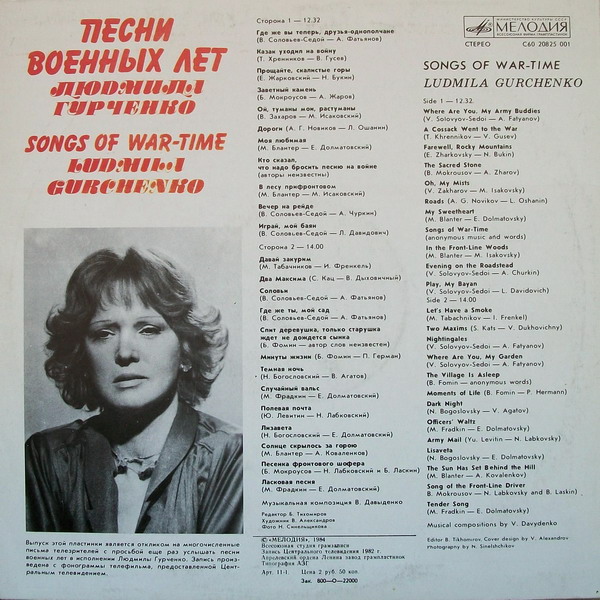 ПЕСНИ
ВОЕННЫХ ЛЕТ
ЛЮДМИЛА
ГУРЧЕНКО
SONGS OF WAR-TIME
LUDMILA
GURCHENKO
Выпуск этой пластинки является откликом на многочисленные
письма телезрителей с просьбой еще раз услышать песни
военных лет в исполнении Людмилы Гурченко. Запись произ-
ведена с фонограммы телефильма, предоставленной Цент-
ральным телевидением.
Сторона 1 — 12.32
Где же вы теперь, друзья-однополчане
(В. Соловьев-Седой — А. Фатьянов)
Казак уходил на войну
(Т. Хренников — В. Гусев)
Прощайте, скалистые горы
(Е. Жарковский — Н. Букин)
Заветный камень
(Б. Мокроусов — А. Жаров)
Ой, туманы мои, растуманы
(В. Захаров — М. Исаковский)
Дороги (А. Г. Новиков — Л. Ошанин)
Моя любимая
(М. Блантер — Е. Долматовский)
Кто сказал,
что надо бросить песню на войне
(авторы неизвестны)
В лесу прифронтовом
(М. Блантер — М. Исаковский)
Вечер на рейде
(В. Соловьев-Седой — А. Чуркин)
Играй, мой баян
(В. Соловьев-Седой — Л. Давидович)
Сторона 2 — 14.00
Давай закурим
(М. Табачников — И. Френкель)
Два Максима (С. Кац — В. Дыховичный)
Соловьи
(В. Соловьев-Седой — А. Фатьянов)
Где же ты, мой сад
(В. Соловьев-Седой — А. Фатьянов)
Спит деревушка, только старушка
ждет не дождется сынка
(Б. Фомин — автор слов неизвестен)
Минуты жизни (Б. Фомин — П. Герман)
Темная ночь
(Н. Богословский — В. Агатов)
Случайный вальс
(М. Фрадкин — Е. Долматовский)
Полевая почта
(Ю. Левитин — Н. Лабковский)
Лизавета
(Н. Богословский — Е. Долматовский)
Солнце скрылось за горою
(М. Блантер — А. Коваленков)
Песенка фронтового шофера
(Б. Мокроусов — Н. Лабковский и Б. Ласкин)
Ласковая песня
(М. Фрадкин — Е. Долматовский)
Музыкальная композиция В. Давыденко
Редактор Б. Тихомиров
Художник В. Александров
Фото Н. Синельщикова
© «МЕЛОДИЯ», 1984
Всесоюзная студия грамзаписи
Запись Центрального телевидения 1982 г.
Апрелевский ордена Ленина завод грампластинок
Типография АЗГ
Арт. 11-1. Цена 2 руб. 50 коп.
Зак. 800—0—22000
МИНИСТЕРСТВО КУЛЬТУРЫ СССР
МЕЛОДИЯ
ВСЕСОЮЗНАЯ ФИРМА ГРАМПЛАСТИНОК
СТЕРЕО
С60 20825 001
SONGS OF WAR-TIME
LUDMILA GURCHENKO
Side 1 — 12.32
Where Are You, My Army Buddies
(V. Solovyov-Sedoi — A. Fatyanov)
A Cossack Went to the War
(T. Khrennikov — V. Gusev)
Farewell, Rocky Mountains
(E. Zharkovsky — N. Bukin)
The Sacred Stone
(B. Mokrousov — A. Zharov)
Oh, My Mists
(V. Zakharov — M. Isakovsky)
Roads (A. G. Novikov — L. Oshanin)
My Sweetheart
(M. Blanter — E. Dolmatovsky)
Songs of War-Time
(anonymous music and words)
In the Front-Line Woods
(M. Blanter — M. Isakovsky)
Evening on the Roadstead
(V. Solovyov-Sedoi — A. Churkin)
Play, My Bayan
(V. Solovyov-Sedoi — L. Davidovich)
Side 2 — 14.00
Let's Have a Smoke
(M. Tabachnikov — I. Frenkel)
Two Maxims (S. Kats — V. Dukhovichny)
Nightingales
(V. Solovyov-Sedoi — A. Fatyanov)
Where Are You, My Garden
(V. Solovyov-Sedoi — A. Fatyanov)
The Village Is Asleep
(B. Fomin — anonymous words)
Moments of Life (B. Fomin — P. Hermann)
Dark Night
(N. Bogoslovsky — V. Agatov)
Officers' Waltz
(M. Fradkin — E. Dolmatovsky)
Army Mail (Yu. Levitin — N. Labkovsky)
Lisaveta
(N. Bogoslovsky — E. Dolmatovsky)
The Sun Has Set Behind the Hill
(M. Blanter — A. Kovalenkov)
Song of the Front-Line Driver
B. Mokrousov — N. Labkovsky and B. Laskin)
Tender Song
(M. Fradkin — E. Dolmatovsky)
Musical compositions by V. Davydenko
Editor B. Tikhomirov. Cover design by V. Alexandrov
Photography by N. Sinelshchikov